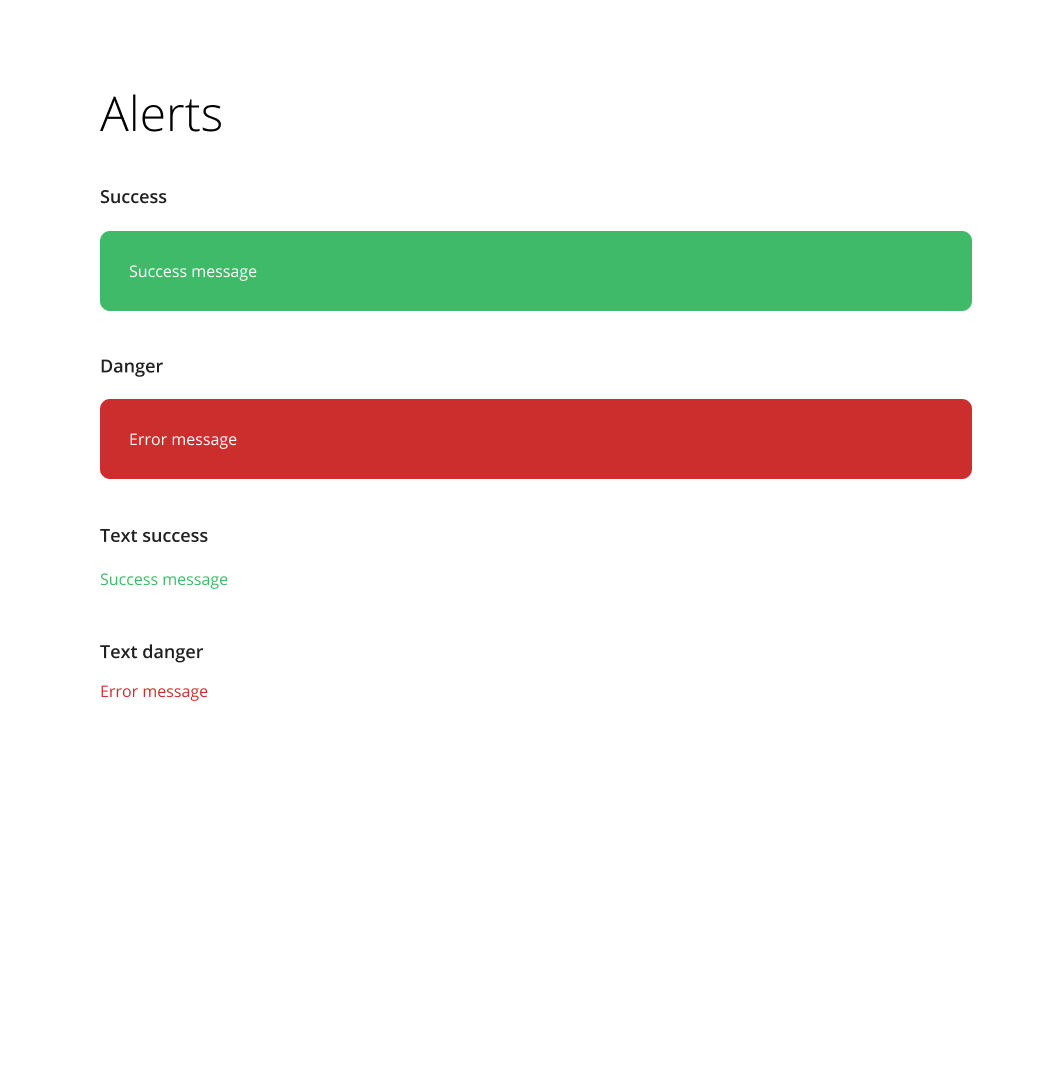 Alerts
Success
Success message
Danger
Error message
Text success
Success message
Text danger
Error message